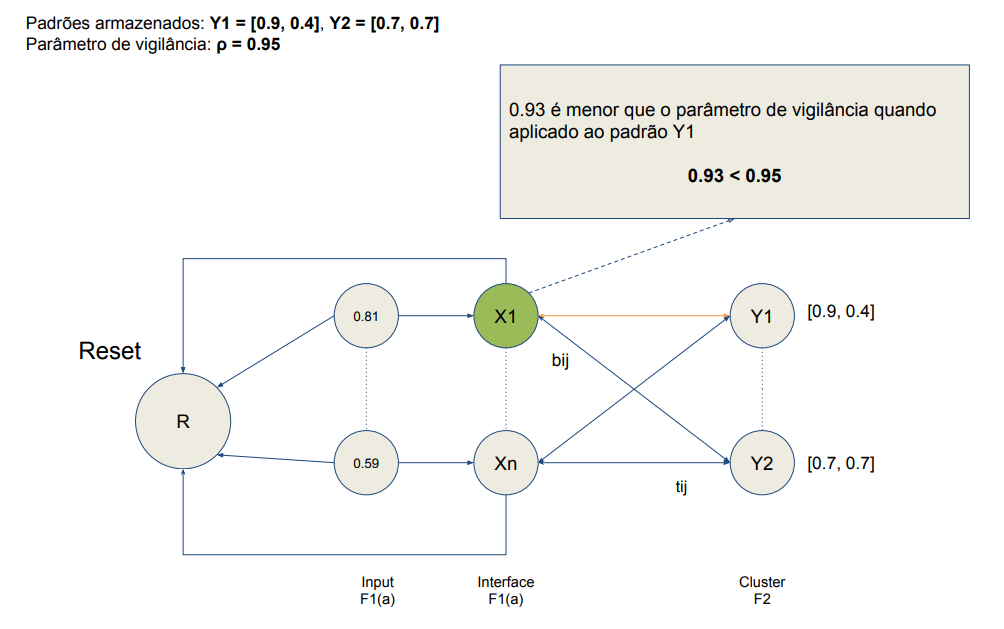 Padrões armazenados: Y1 = [0.9, 0.4], Y2 = [0.7, 0.7]
Parâmetro de vigilância: ρ = 0.95
0.93 é menor que o parâmetro de vigilância quando
aplicado ao padrão Y1
0.93 < 0.95
0.81
X1
Y1
[0.9, 0.4]
Reset
bij
R
0.59
Xn
Y2
[0.7, 0.7]
tij
Input
F1(a)
Interface
F1(a)
Cluster
F2